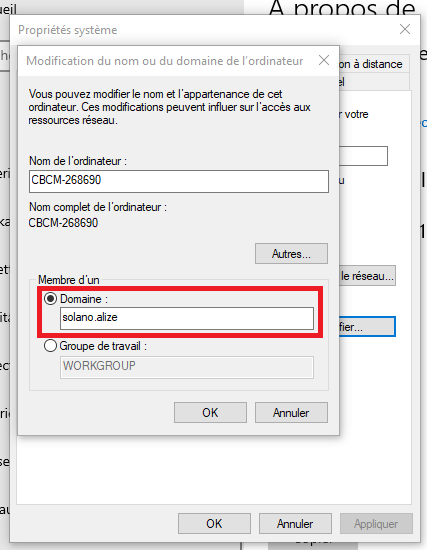 A propos de
Propriétés système
Modification du nom ou du domaine de l'ordinateur
on à distance
Vous pouvez modifier le nom et l'appartenance de cet
ordinateur. Ces modifications peuvent influer sur l'accès aux
ressources réseau.
Nom de l'ordinateur :
CBCM-268690
Nom complet de l'ordinateur :
CBCM-268690
Autres...
Membre d'un
Domaine :
solano.alize
Groupe de travail :
WORKGROUP
OK
Annuler
le réseau...
fier...
OK
Annuler
Appliquer